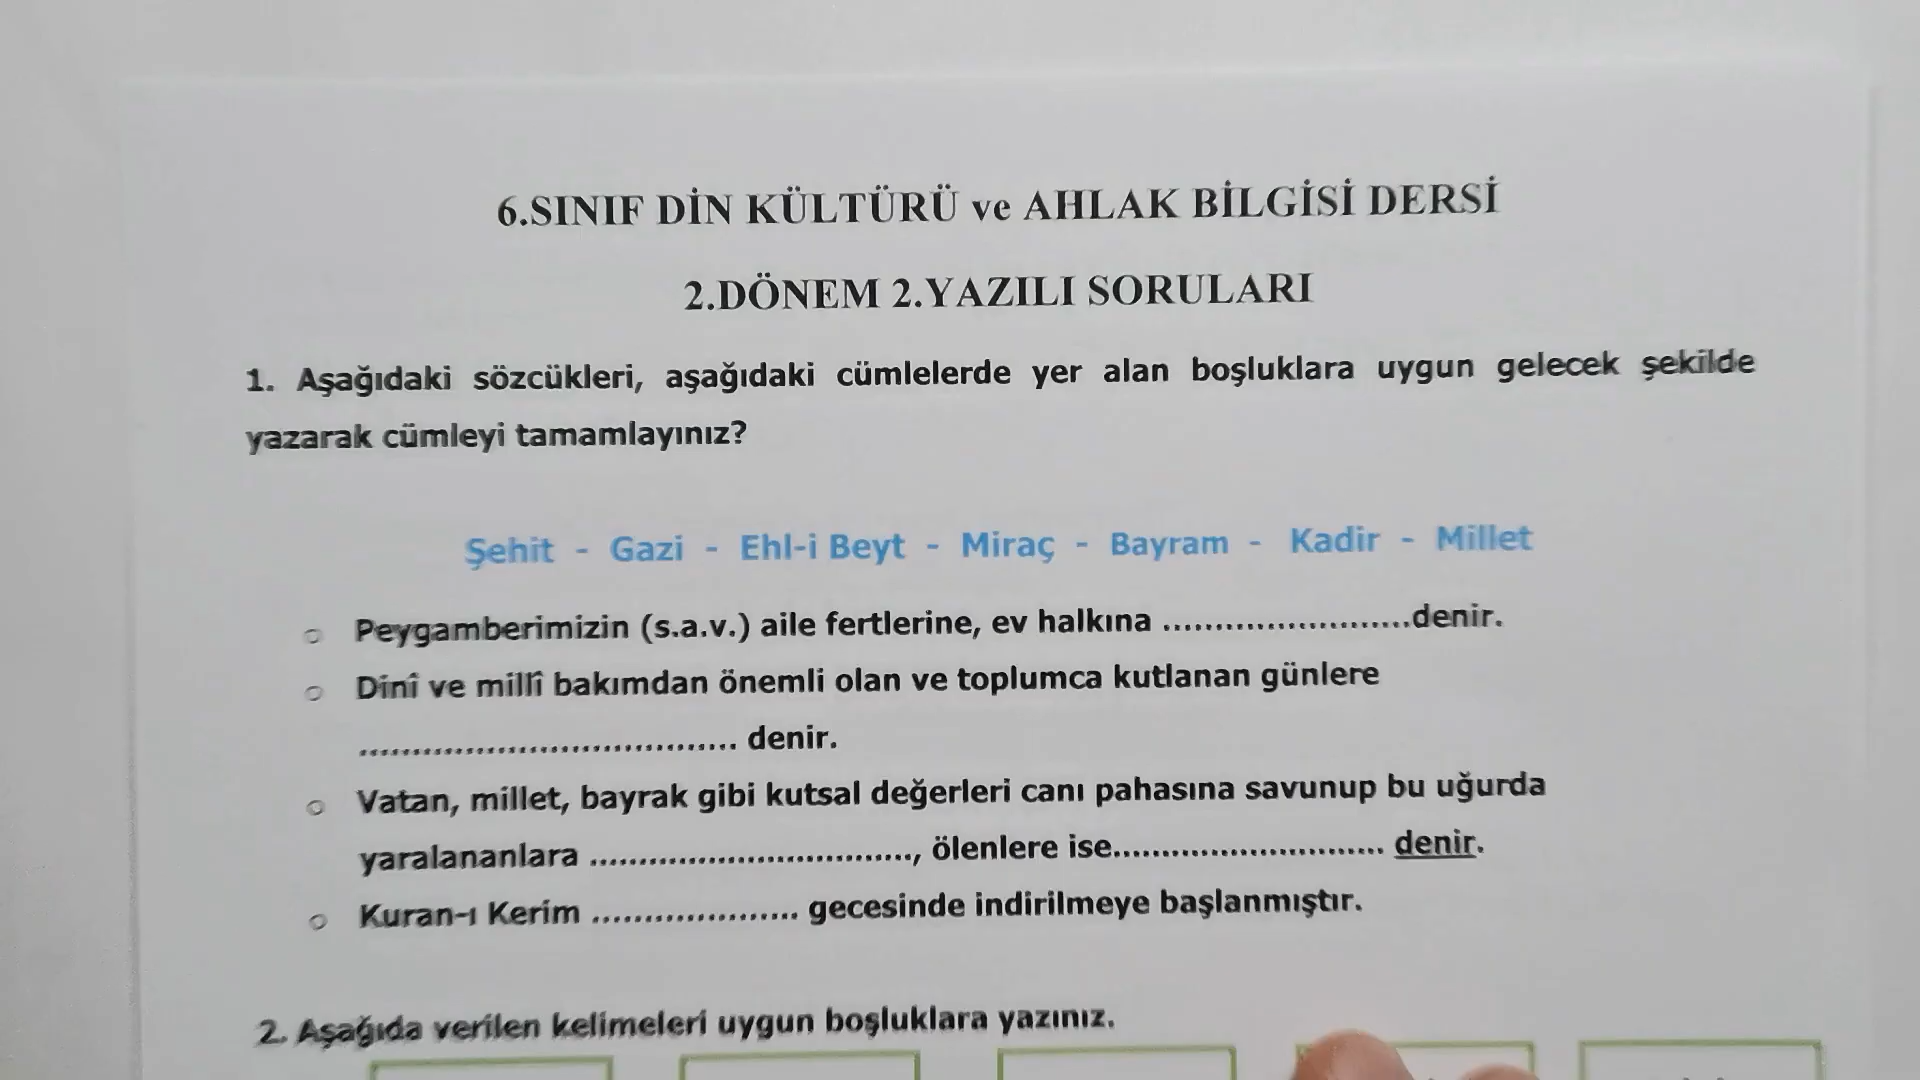 6.SINIF DİN KÜLTÜRÜ ve AHLAK BİLGİSİ DERSİ
2.DÖNEM 2.YAZILI SORULARI
1. Aşağıdaki sözcükleri, aşağıdaki cümlelerde yer alan boşluklara uygun gelecek şekilde
yazarak cümleyi tamamlayınız?
Şehit - Gazi - Ehl-i Beyt - Miraç - Bayram - Kadir - Millet
o Peygamberimizin (s.a.v.) aile fertlerine, ev halkına ........................denir.
o Dinî ve millî bakımdan önemli olan ve toplumca kutlanan günlere
.................................... denir.
o Vatan, millet, bayrak gibi kutsal değerleri canı pahasına savunup bu uğurda
yaralananlara ................................, ölenlere ise........................... denir.
o Kuran-ı Kerim .................... gecesinde indirilmeye başlanmıştır.
2. Aşağıda verilen kelimeleri uygun boşluklara yazınız.